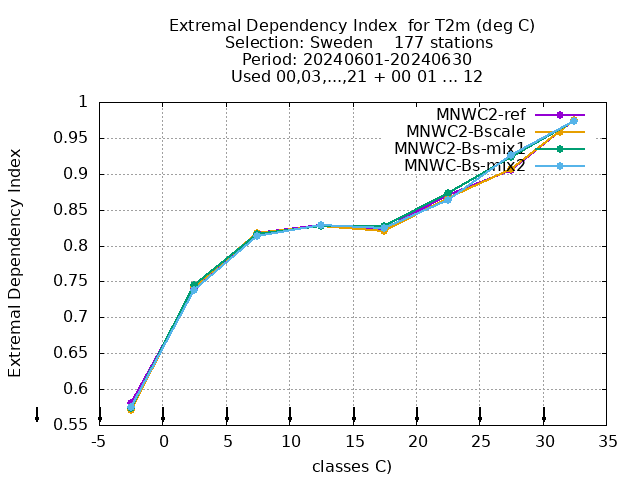 Extremal Dependency Index  for T2m (deg C)
Selection: Sweden    177 stations
Period: 20240601-20240630
Used 00,03,...,21 + 00 01 ... 12
MNWC2-ref
MNWC2-Bscale
MNWC2-Bs-mix1
MNWC-Bs-mix2
Extremal Dependency Index
1
0.95
0.9
0.85
0.8
0.75
0.7
0.65
0.6
0.55
-5 0 5 10 15 20 25 30 35
classes C)